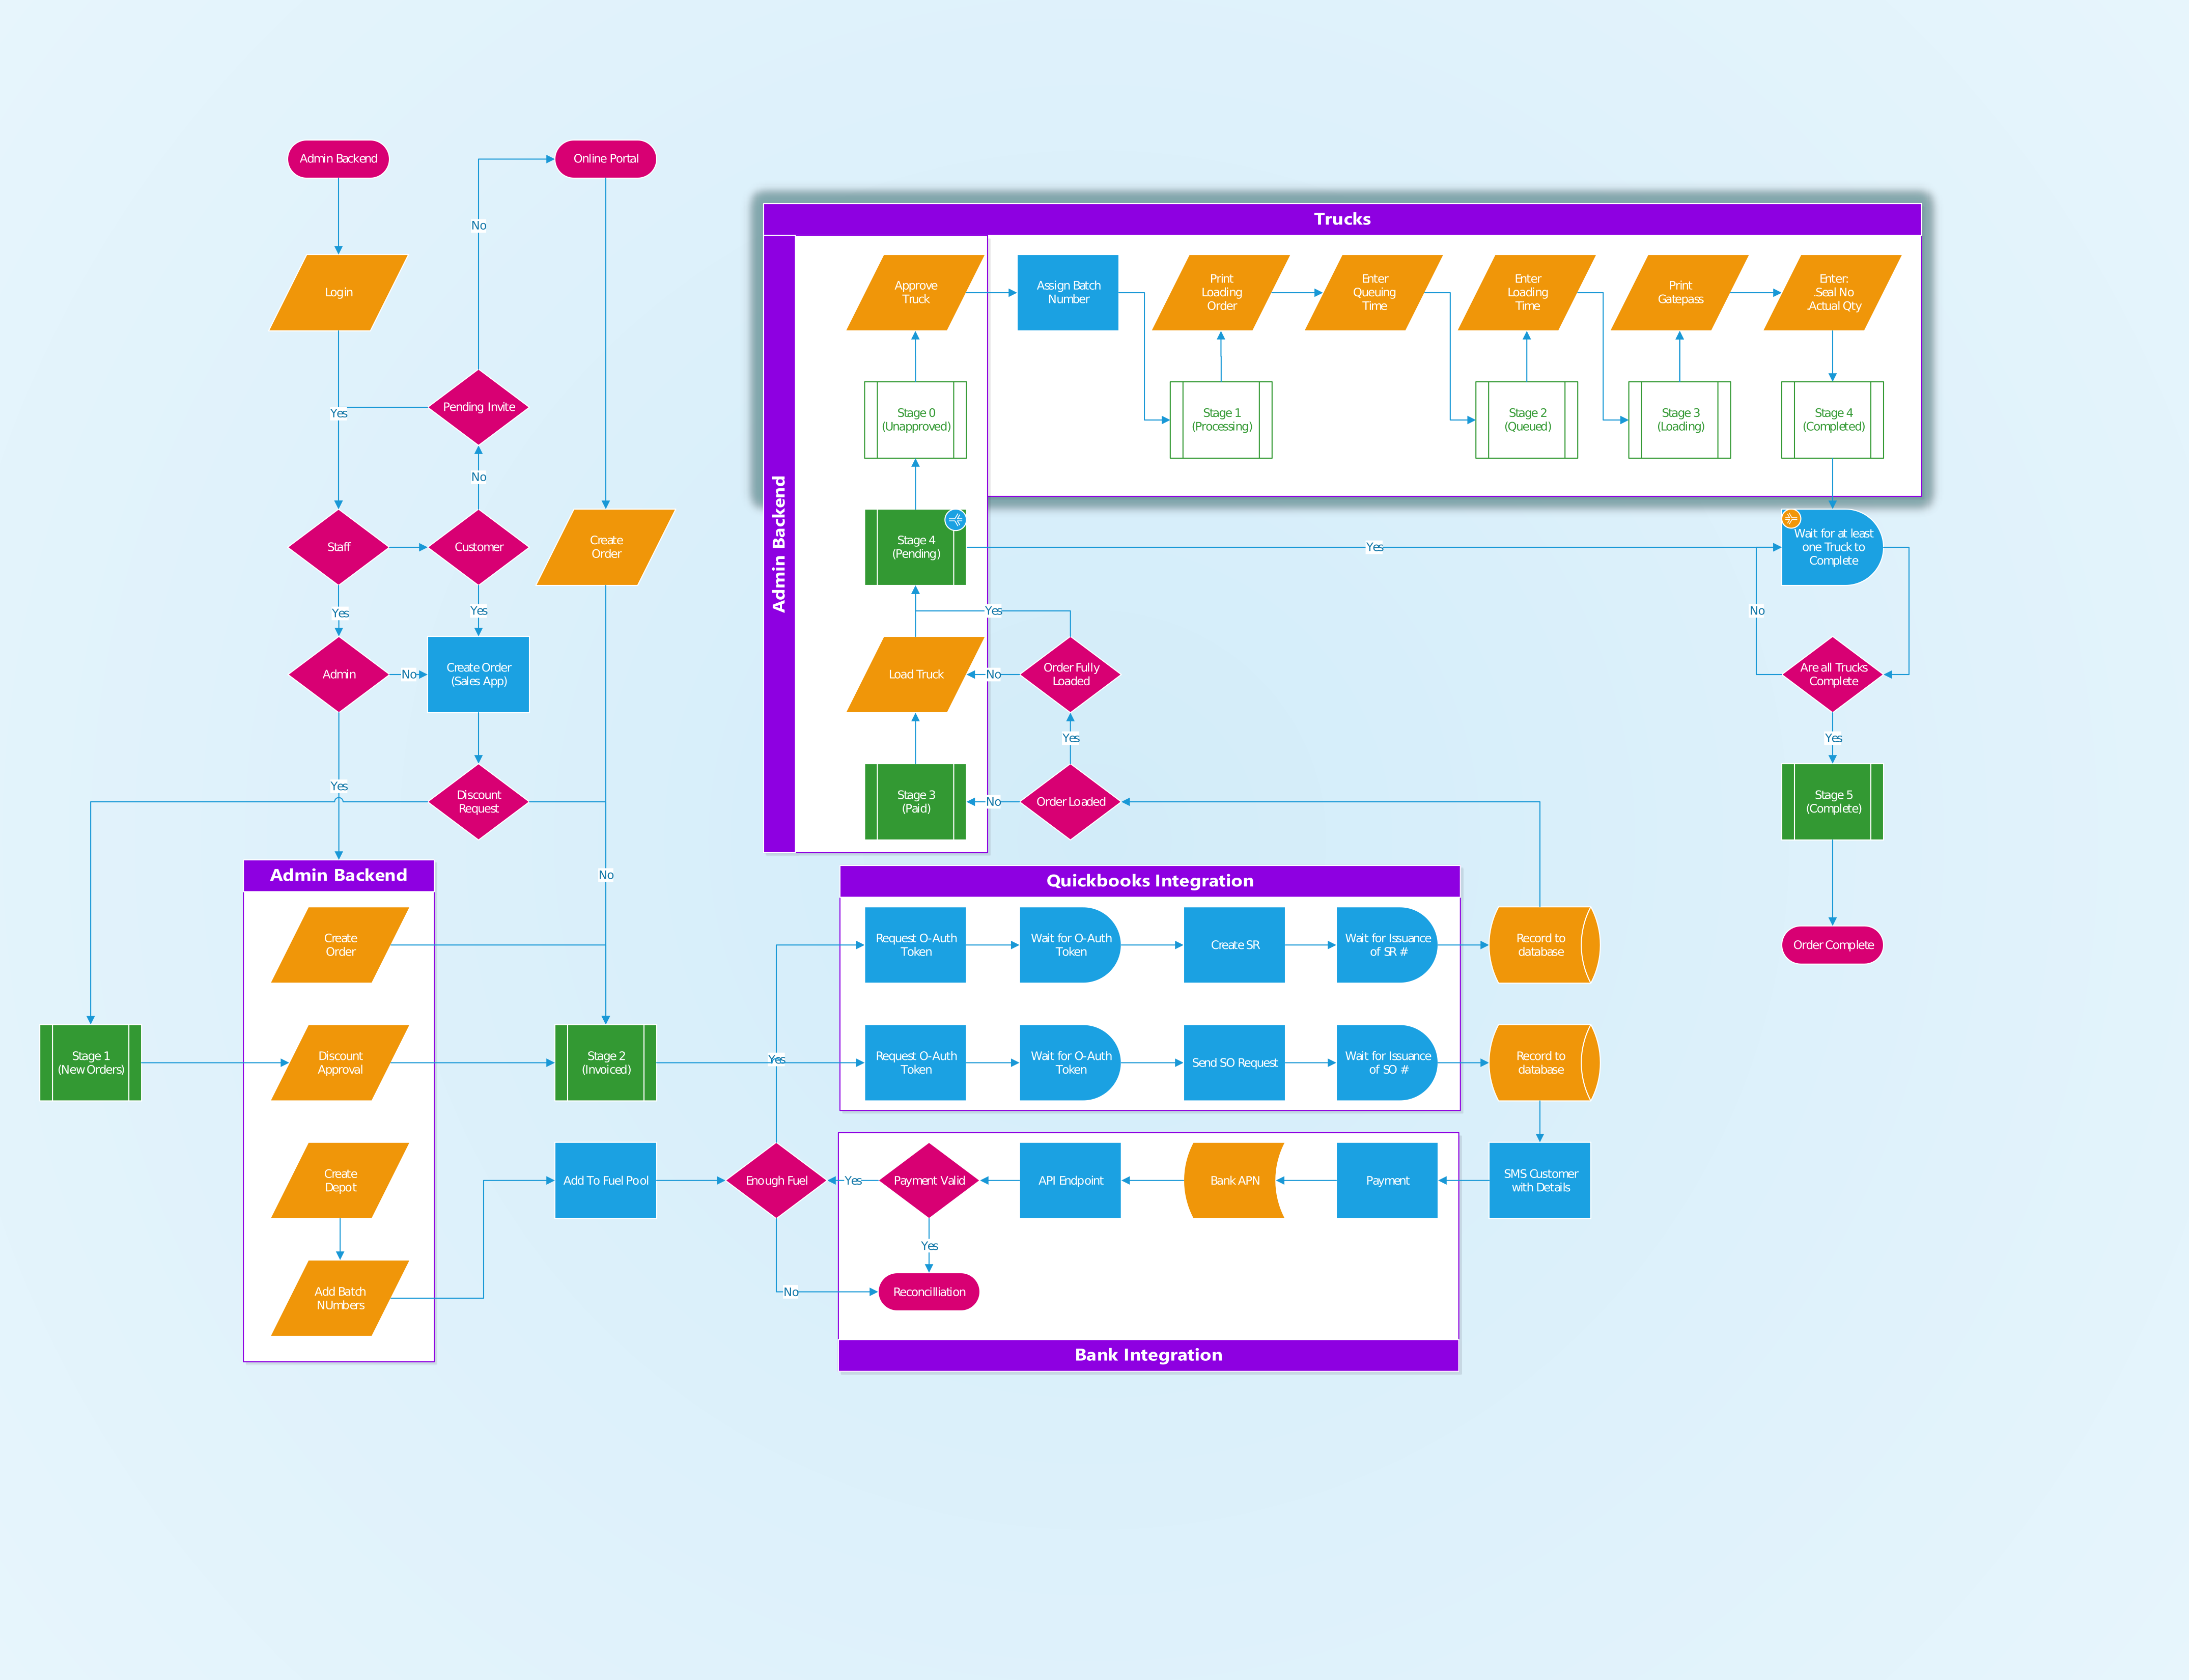 Admin Backend
Online Portal
No
Trucks
Login
Approve
Truck
Assign Batch
Number
Print
Loading
Order
Enter
Queuing
Time
Enter
Loading
Time
Print
Gatepass
Enter:
.Seal No
.Actual Qty
Yes
Pending Invite
Stage 0
(Unapproved)
Stage 1
(Processing)
Stage 2
(Queued)
Stage 3
(Loading)
Stage 4
(Completed)
No
Admin Backend
Staff
Customer
Create
Order
Stage 4
(Pending)
Yes
Wait for at least
one Truck to
Complete
Yes
Yes
Yes
No
Admin
No
Create Order
(Sales App)
Load Truck
No
Order Fully
Loaded
Are all Trucks
Complete
Yes
Yes
Yes
Discount
Request
Stage 3
(Paid)
No
Order Loaded
Stage 5
(Complete)
Admin Backend
No
Quickbooks Integration
Create
Order
Request O-Auth
Token
Wait for O-Auth
Token
Create SR
Wait for Issuance
of SR #
Record to
database
Order Complete
Stage 1
(New Orders)
Discount
Approval
Stage 2
(Invoiced)
Yes
Request O-Auth
Token
Wait for O-Auth
Token
Send SO Request
Wait for Issuance
of SO #
Record to
database
Create
Depot
Add To Fuel Pool
Enough Fuel
Yes
Payment Valid
API Endpoint
Bank APN
Payment
SMS Customer
with Details
Yes
Add Batch
NUmbers
No
Reconcilliation
Bank Integration